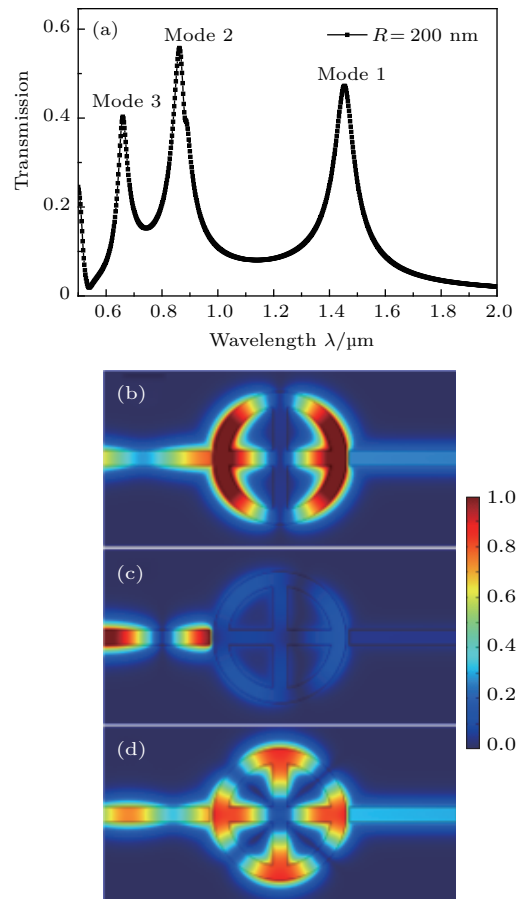 (a)
Mode 2
R = 200 nm
Mode 1
Mode 3
Transmission
0.6
0.4
0.2
0
0.6 0.8 1.0 1.2 1.4 1.6 1.8 2.0
Wavelength λ/µm
(b)
(c)
(d)
1.0
0.8
0.6
0.4
0.2
0.0